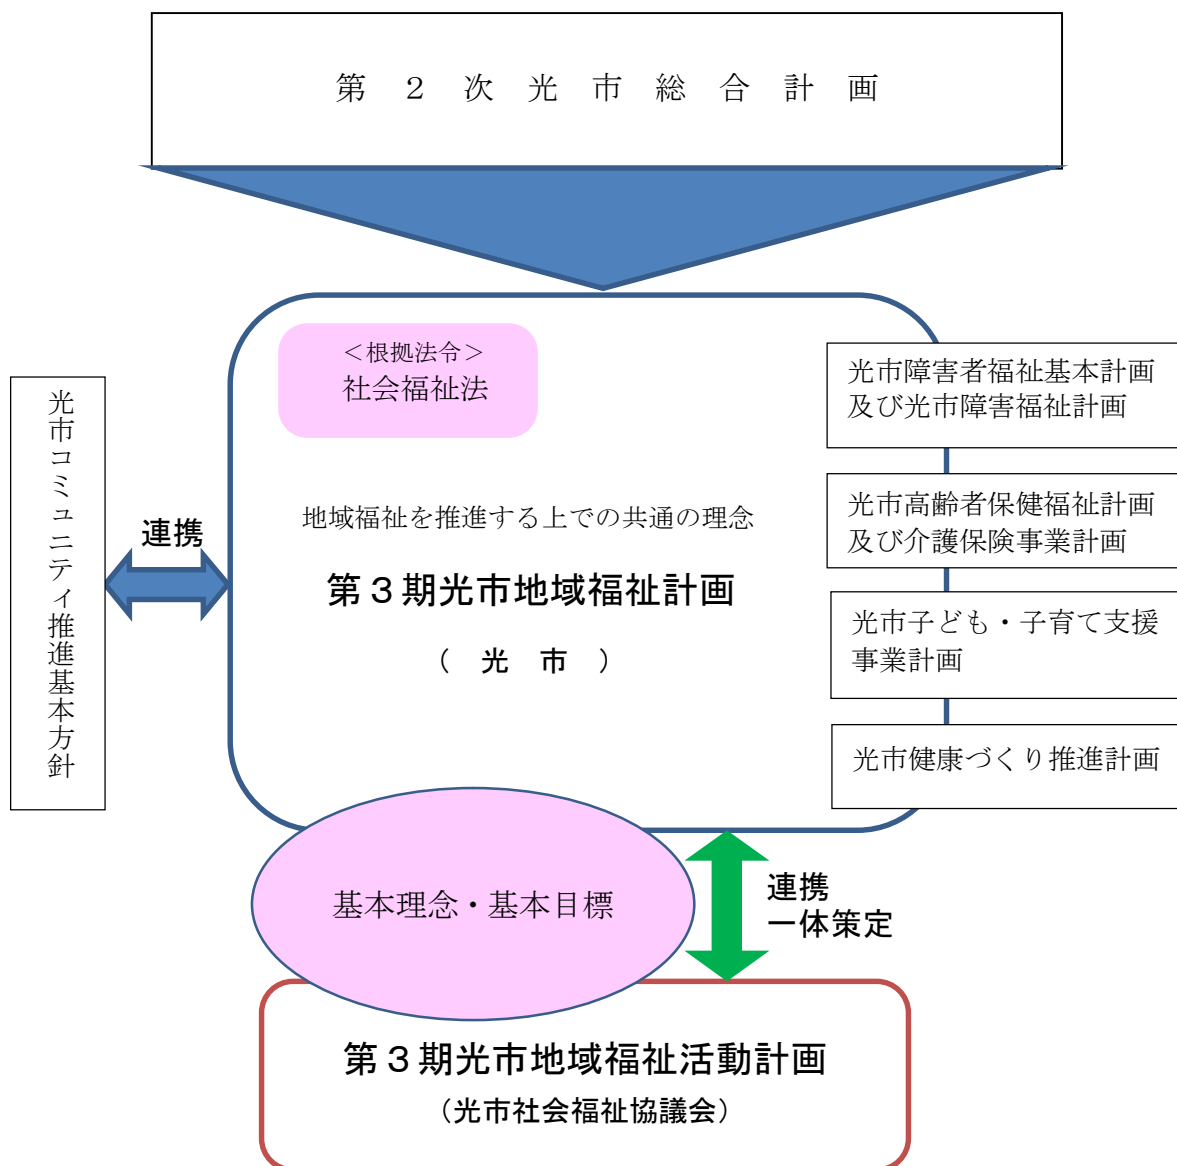 第２次光市総合計画
＜根拠法令＞
社会福祉法
光市障害者福祉基本計画
及び光市障害福祉計画
光市コミュニティ推進基本方針
連携
地域福祉を推進する上での共通の理念
第３期光市地域福祉計画
（　光　市　）
光市高齢者保健福祉計画
及び介護保険事業計画
光市子ども・子育て支援
事業計画
光市健康づくり推進計画
基本理念・基本目標
連携
一体策定
第３期光市地域福祉活動計画
（光市社会福祉協議会）